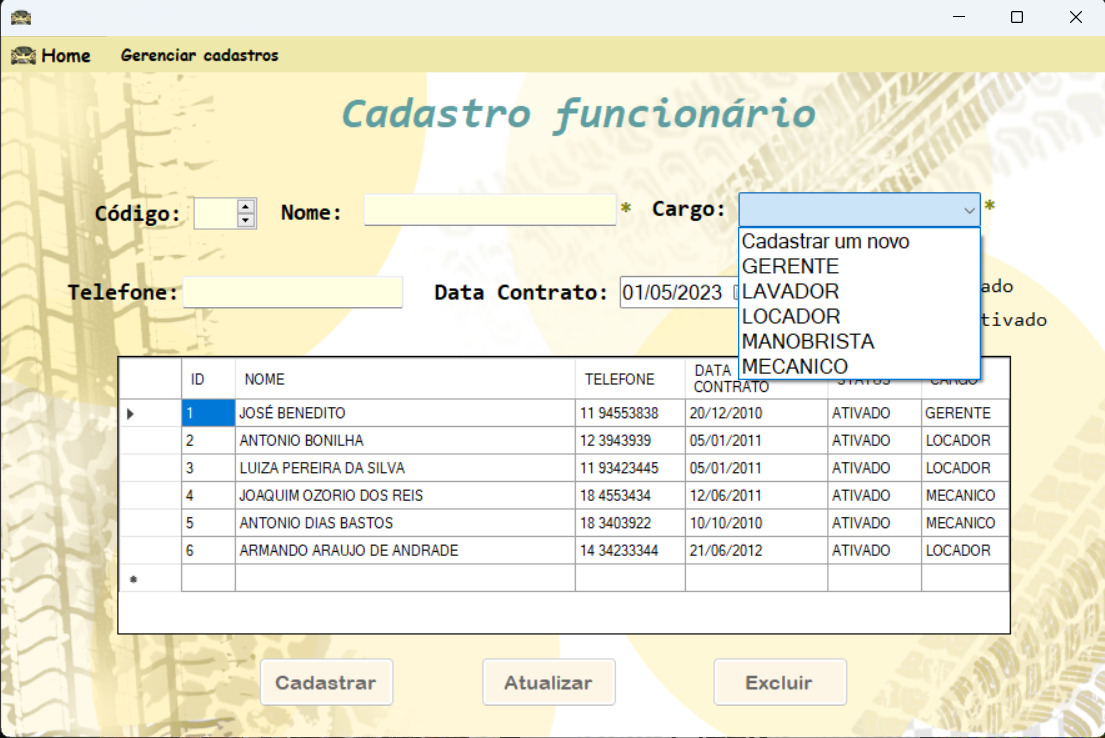 Home Gerenciar cadastros
Cadastro funcionário
Código: Nome: * Cargo: *
Cadastrar um novo
GERENTE
LAVADOR
LOCADOR
MANOBRISTA
MECANICO
Telefone: Data Contrato: 01/05/2023
ID NOME TELEFONE DATA CONTRATO STATUS CARGO
1 JOSÉ BENEDITO 11 94553838 20/12/2010 ATIVADO GERENTE
2 ANTONIO BONILHA 12 3943939 05/01/2011 ATIVADO LOCADOR
3 LUIZA PEREIRA DA SILVA 11 93423445 05/01/2011 ATIVADO LOCADOR
4 JOAQUIM OZORIO DOS REIS 18 4553434 12/06/2011 ATIVADO MECANICO
5 ANTONIO DIAS BASTOS 18 3403922 10/10/2010 ATIVADO MECANICO
6 ARMANDO ARAUJO DE ANDRADE 14 34233344 21/06/2012 ATIVADO LOCADOR
Cadastrar Atualizar Excluir